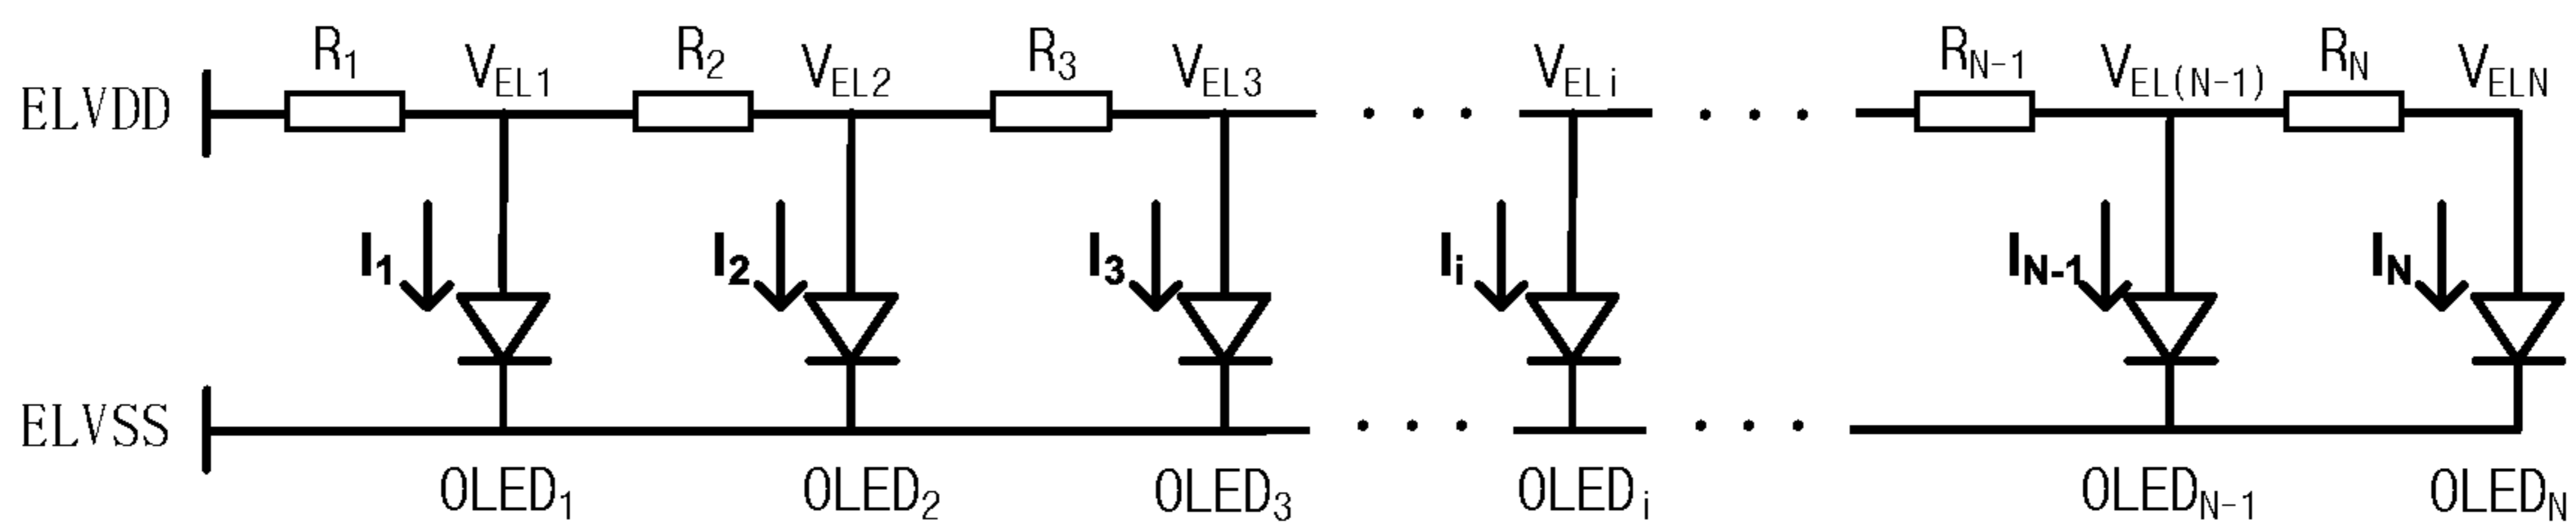 R1 VEL1 R2 VEL2 R3 VEL3 VELi RN-1 VEL(N-1) RN VELN
ELVDD
I1 I2 I3 Ii IN-1 IN
ELVSS
OLED1 OLED2 OLED3 OLEDi OLEDN-1 OLEDN